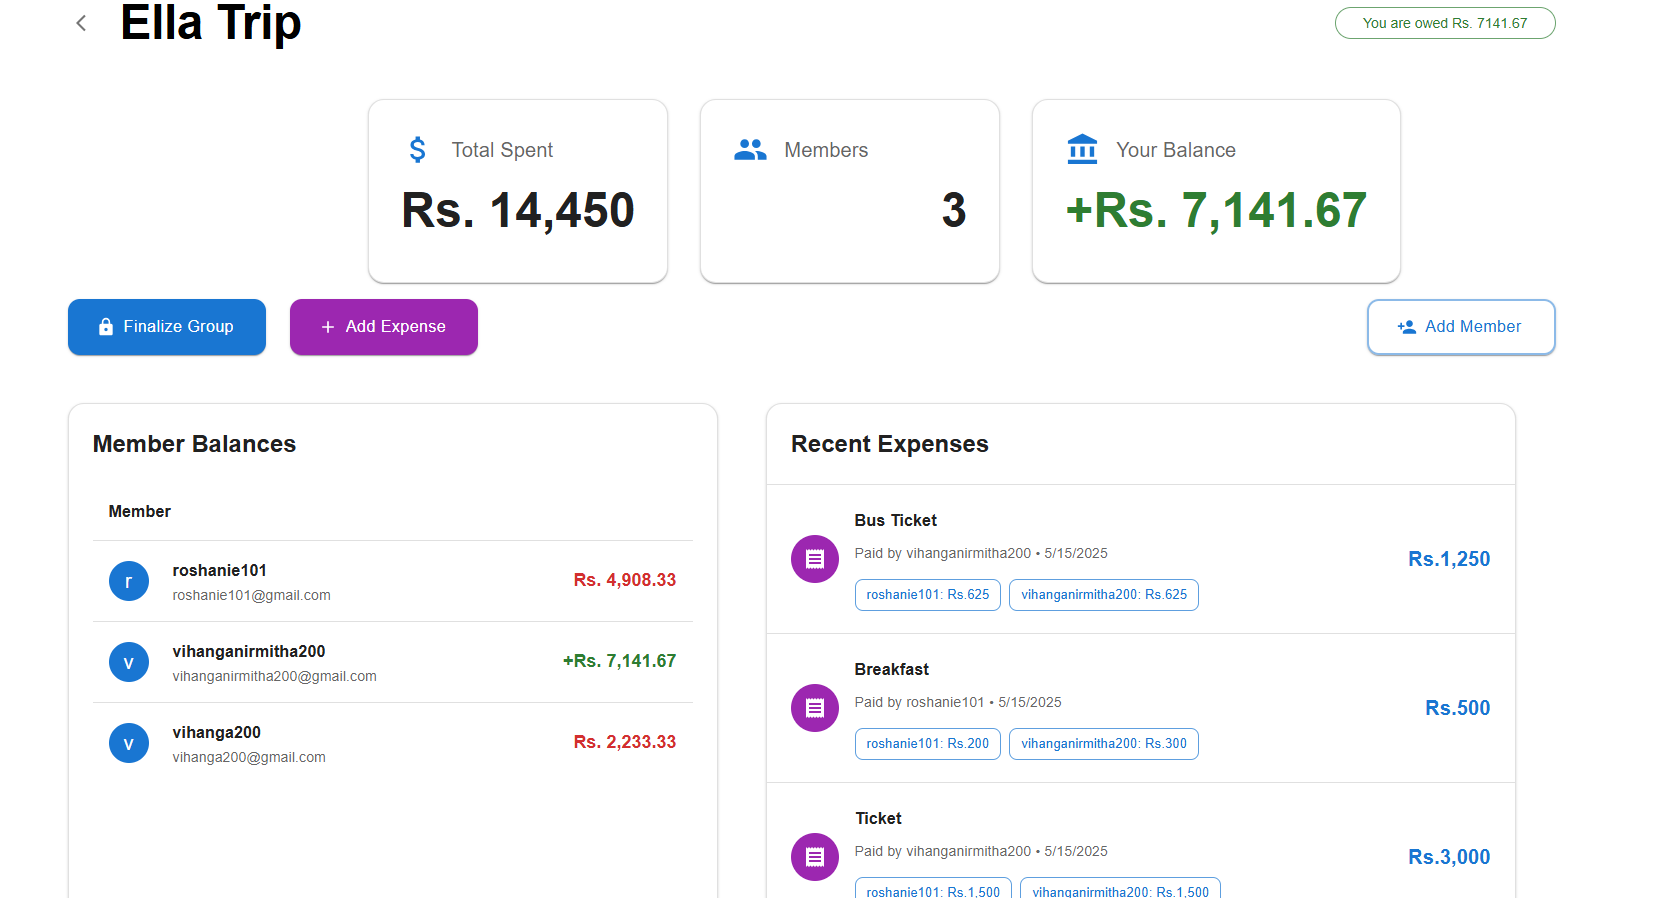 Ella Trip
You are owed Rs. 7141.67
Total Spent
Rs. 14,450
Members
3
Your Balance
+Rs. 7,141.67
Finalize Group
Add Expense
Add Member
Member Balances
Member
r
roshanie101
roshanie101@gmail.com
Rs. 4,908.33
v
vihanganirmitha200
vihanganirmitha200@gmail.com
+Rs. 7,141.67
v
vihanga200
vihanga200@gmail.com
Rs. 2,233.33
Recent Expenses
Bus Ticket
Paid by vihanganirmitha200 • 5/15/2025
roshanie101: Rs.625
vihanganirmitha200: Rs.625
Rs.1,250
Breakfast
Paid by roshanie101 • 5/15/2025
roshanie101: Rs.200
vihanganirmitha200: Rs.300
Rs.500
Ticket
Paid by vihanganirmitha200 • 5/15/2025
roshanie101: Rs.1,500
vihanganirmitha200: Rs.1,500
Rs.3,000